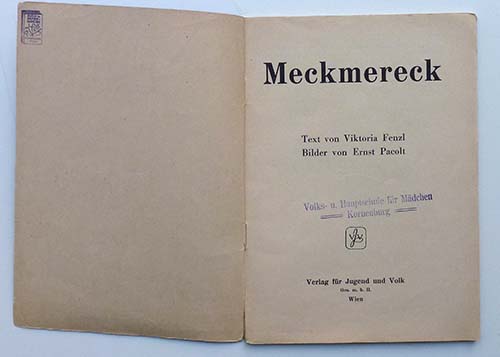 Meckmereck
Text von Viktoria Fenzl
Bilder von Ernst Pacolt
Volks- u. Hauptschule für Mädchen
Korneuburg
Verlag für Jugend und Volk
Ges. m. b. H.
Wien